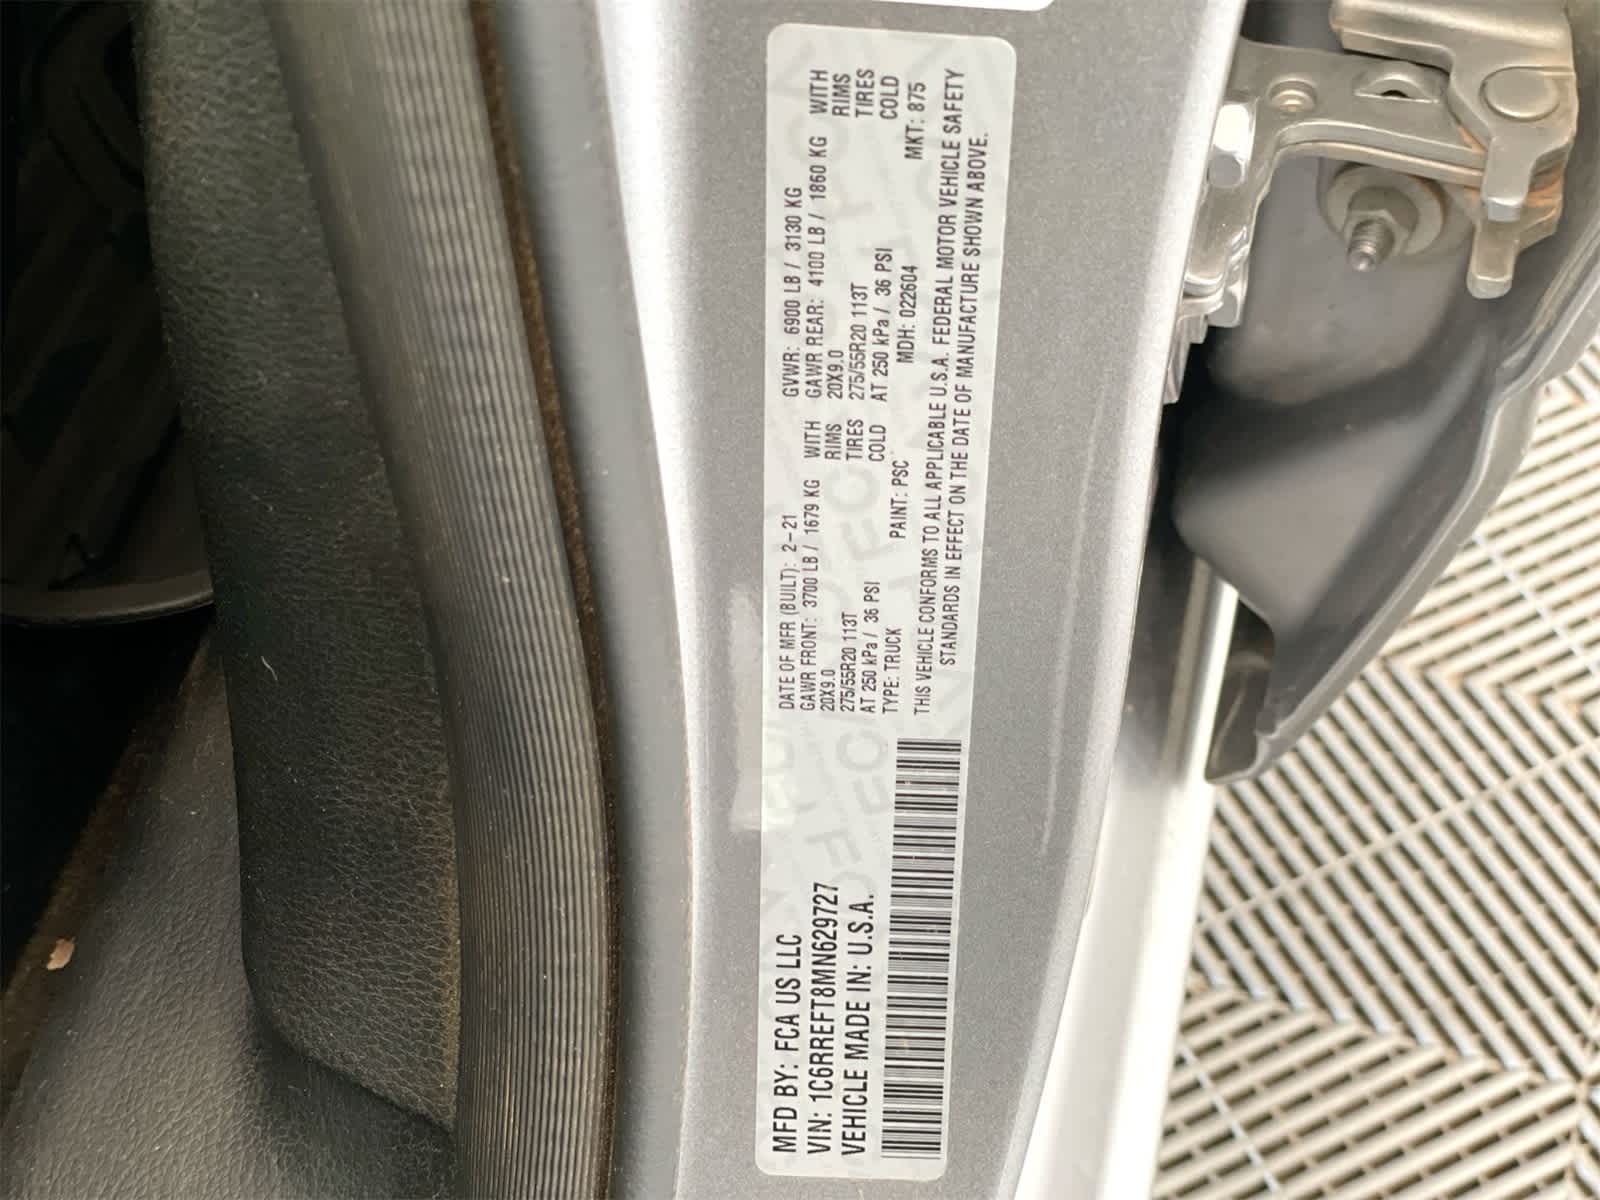 MFD BY: FCA US LLC
VIN: 1C6RREFT8MN629727
VEHICLE MADE IN: U.S.A.
DATE OF MFR (BUILT): 2-21 GVWR: 6900 LB / 3130 KG
GAWR FRONT: 3700 LB / 1679 KG WITH GAWR REAR: 4100 LB / 1860 KG WITH
20X9.0 RIMS 20X9.0 RIMS
275/55R20 113T TIRES 275/55R20 113T TIRES
AT 250 kPa / 36 PSI COLD AT 250 kPa / 36 PSI COLD
TYPE: TRUCK PAINT: PSC MDH: 022604 MKT: 875
THIS VEHICLE CONFORMS TO ALL APPLICABLE U.S.A. FEDERAL MOTOR VEHICLE SAFETY
STANDARDS IN EFFECT ON THE DATE OF MANUFACTURE SHOWN ABOVE.